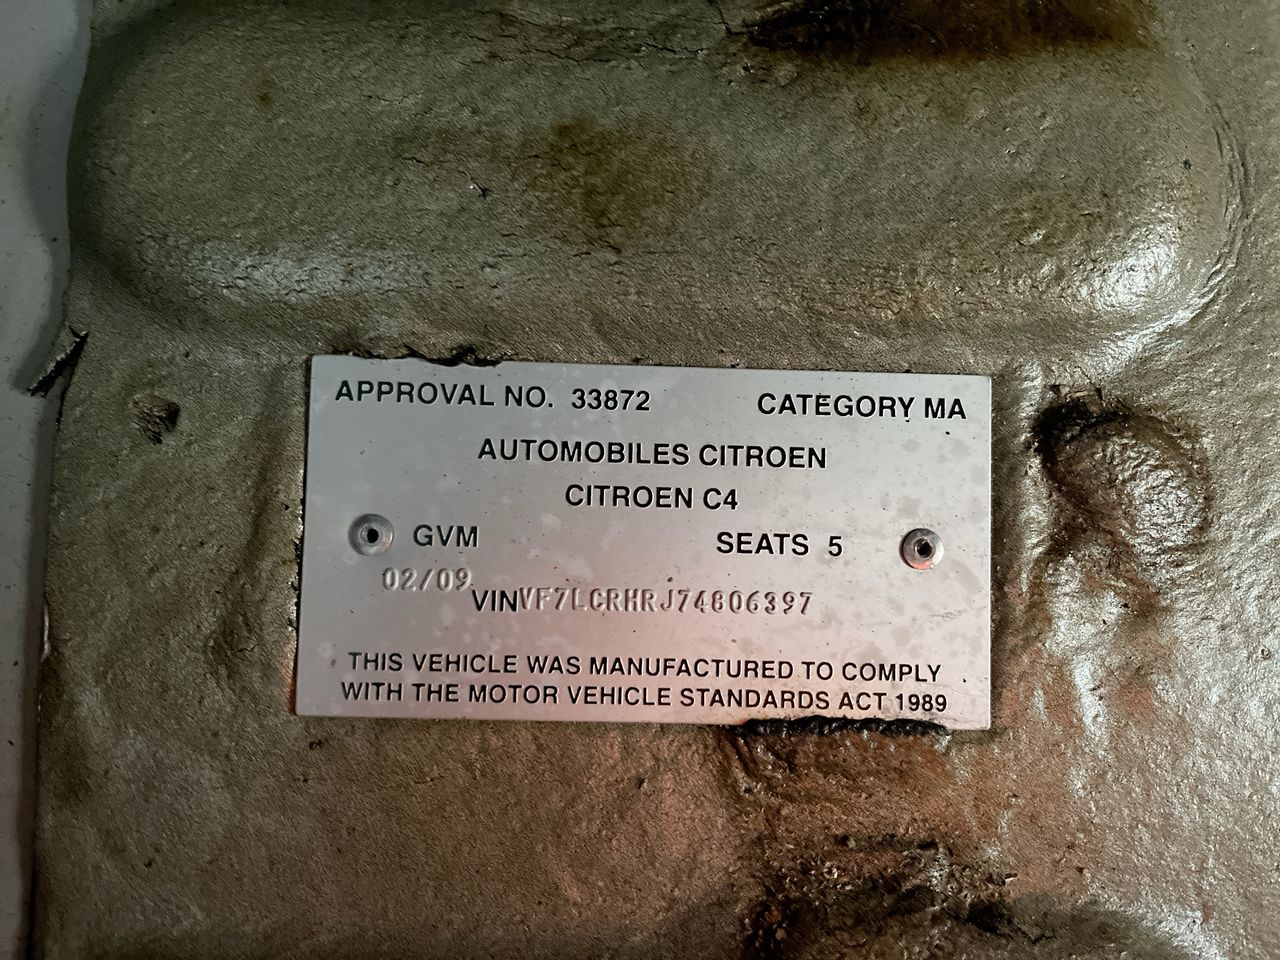 APPROVAL NO. 33872 CATEGORY MA
AUTOMOBILES CITROEN
CITROEN C4
GVM SEATS 5
02/09
VINVF7LCRHRJ74806397
THIS VEHICLE WAS MANUFACTURED TO COMPLY
WITH THE MOTOR VEHICLE STANDARDS ACT 1989